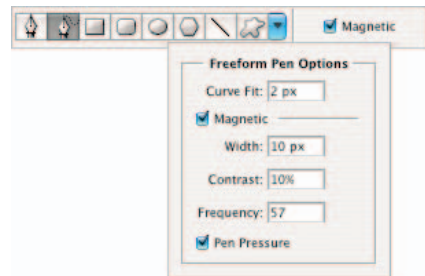 Magnetic
Freeform Pen Options
Curve Fit: 2 px
Magnetic
Width: 10 px
Contrast: 10%
Frequency: 57
Pen Pressure